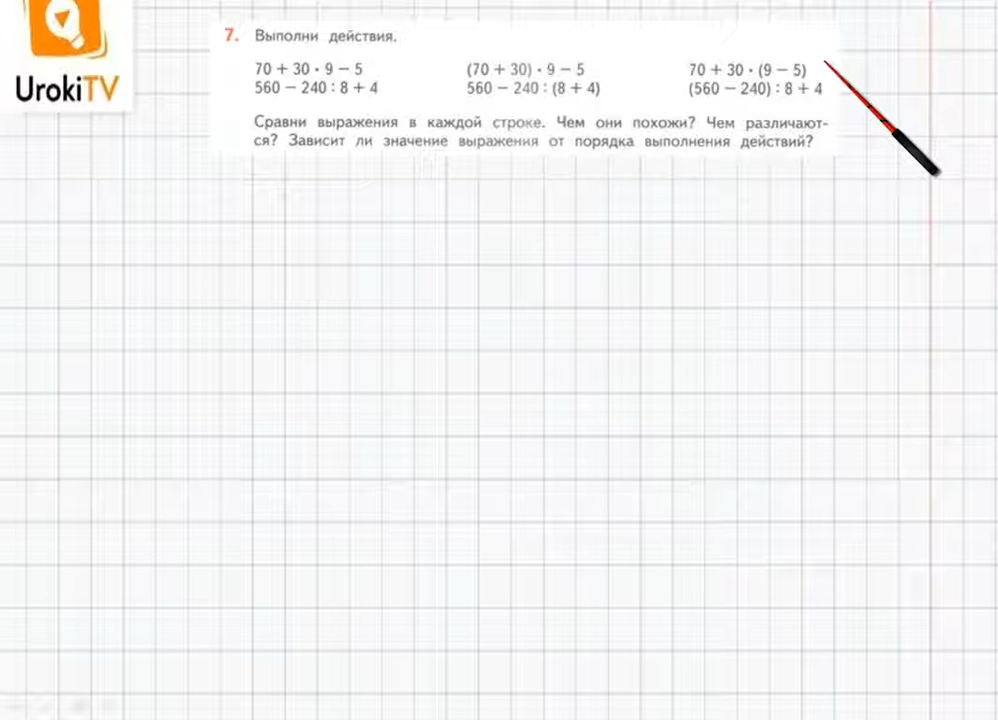 UrokiTV
7. Выполни действия.
70 + 30 · 9 − 5 (70 + 30) · 9 − 5 70 + 30 · (9 − 5)
560 − 240 : 8 + 4 560 − 240 : (8 + 4) (560 − 240) : 8 + 4
Сравни выражения в каждой строке. Чем они похожи? Чем различают-
ся? Зависит ли значение выражения от порядка выполнения действий?